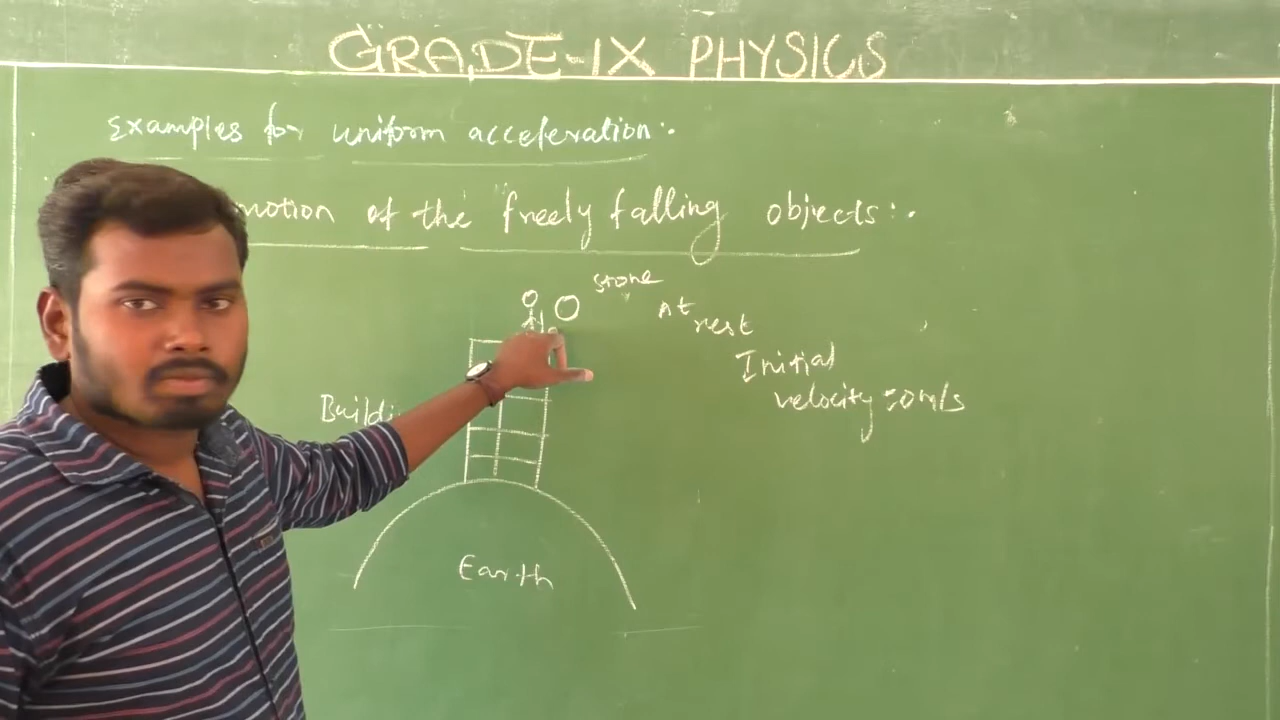 GRADE-IX PHYSICS
Examples for uniform acceleration:-
motion of the freely falling objects:-
stone
At rest
Initial
velocity =0m/s
Earth